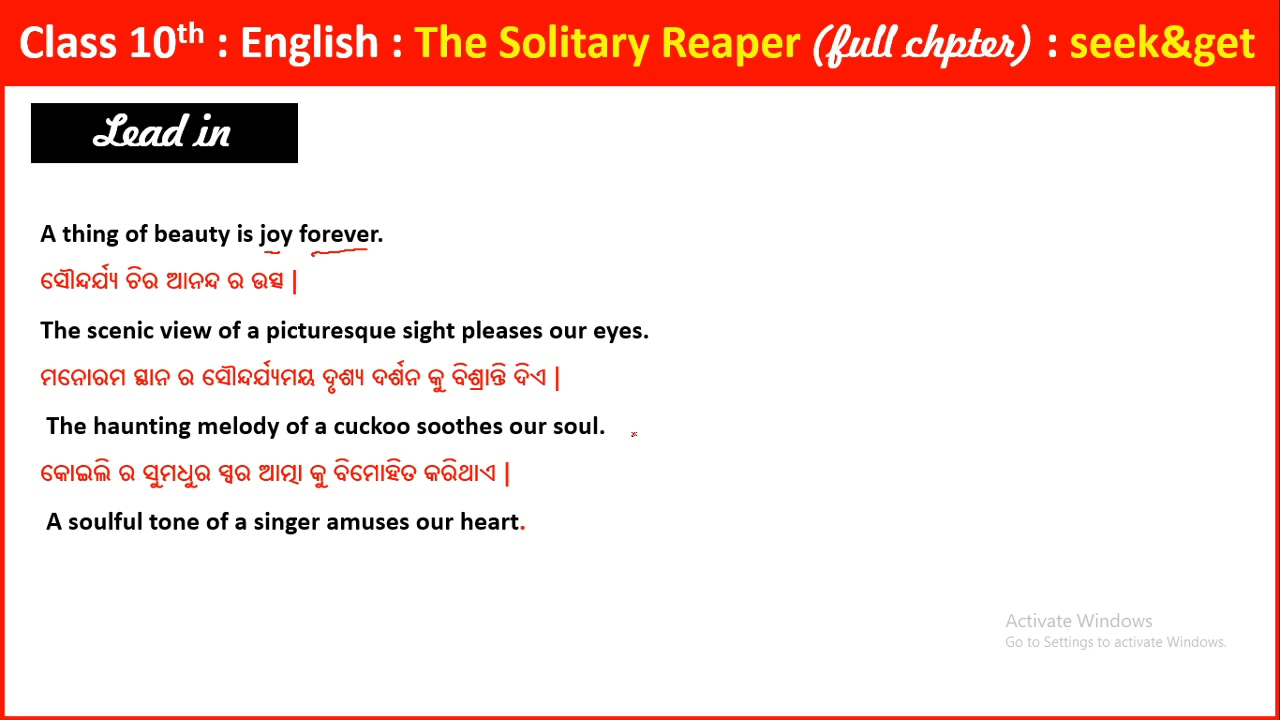 Class 10th : English : The Solitary Reaper (full chpter) : seek&get
Lead in
A thing of beauty is joy forever.
ସୌନ୍ଦର୍ଯ୍ୟ ଚିର ଆନନ୍ଦ ର ଉତ୍ସ |
The scenic view of a picturesque sight pleases our eyes.
ମନୋରମ ସ୍ଥାନ ର ସୌନ୍ଦର୍ଯ୍ୟମୟ ଦୃଶ୍ୟ ଦର୍ଶନ କୁ ବିଶ୍ରାନ୍ତି ଦିଏ |
The haunting melody of a cuckoo soothes our soul.
କୋଇଲି ର ସୁମଧୁର ସ୍ୱର ଆତ୍ମା କୁ ବିମୋହିତ କରିଥାଏ |
A soulful tone of a singer amuses our heart.
Activate Windows
Go to Settings to activate Windows.